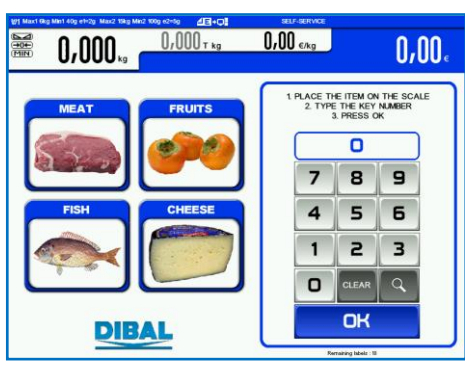 W1 Max1 6kg Min1 40g e1=2g Max2 15kg Min2 100g e2=5g
SELF-SERVICE
0,000 kg
0,000 T kg
0,00 €/kg
0,00 €
MIN
MEAT
FRUITS
FISH
CHEESE
DIBAL
1. PLACE THE ITEM ON THE SCALE
2. TYPE THE KEY NUMBER
3. PRESS OK
0
7 8 9
4 5 6
1 2 3
0 CLEAR
OK
Remaining labels : 18